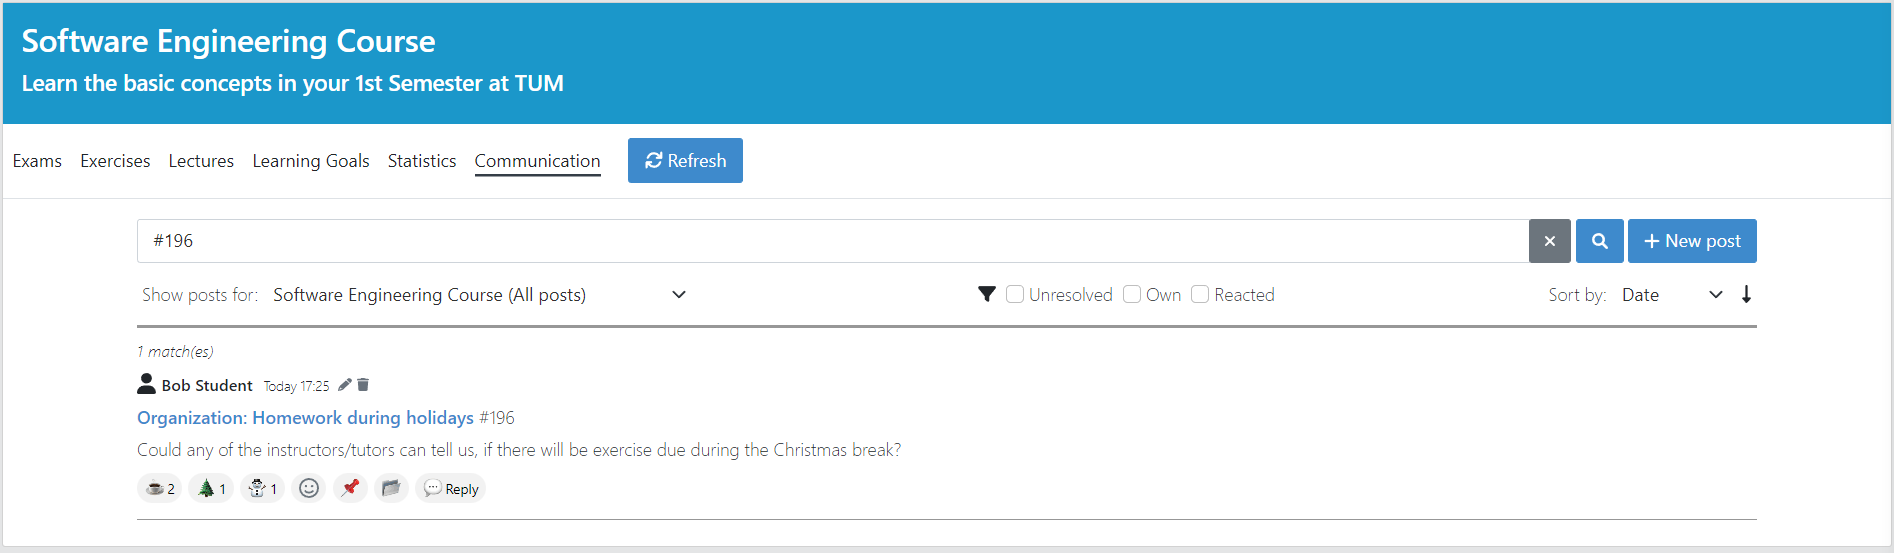 Software Engineering Course
Learn the basic concepts in your 1st Semester at TUM
Exams Exercises Lectures Learning Goals Statistics Communication Refresh
#196 New post
Show posts for: Software Engineering Course (All posts) Unresolved Own Reacted Sort by: Date
1 match(es)
Bob Student Today 17:25
Organization: Homework during holidays #196
Could any of the instructors/tutors can tell us, if there will be exercise due during the Christmas break?
2 1 1 Reply